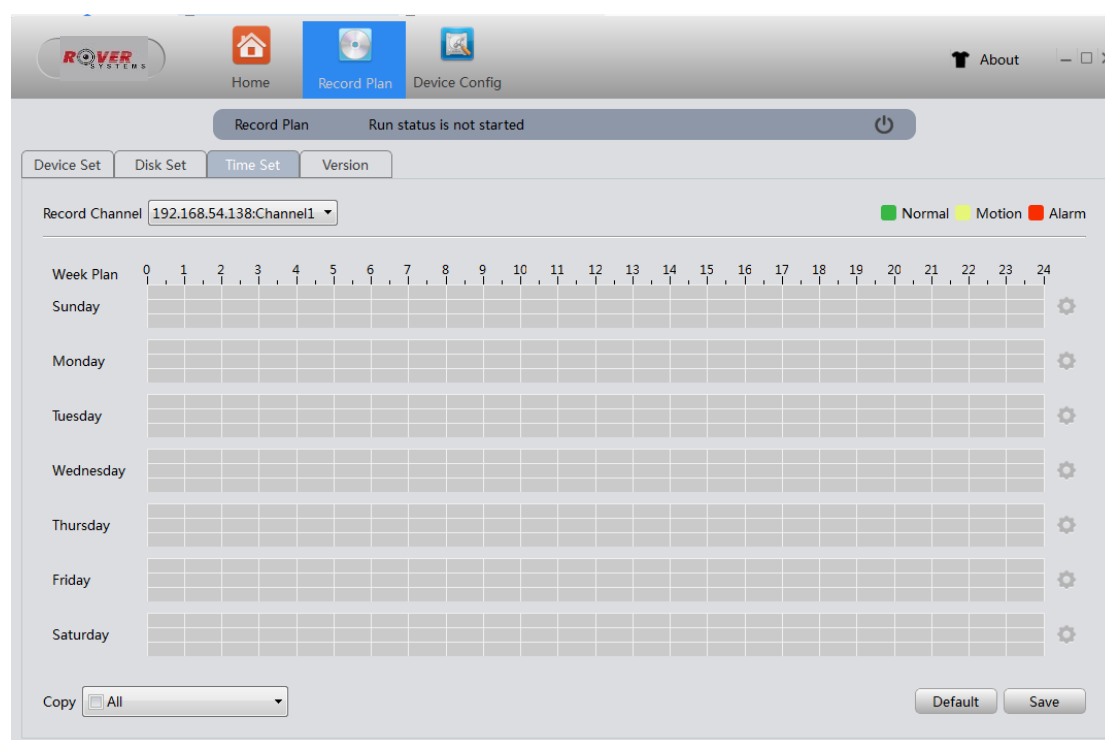 ROVER
SYSTEMS
Home
Record Plan
Device Config
About
Record Plan Run status is not started
Device Set Disk Set Time Set Version
Record Channel 192.168.54.138:Channel1 Normal Motion Alarm
Week Plan 0 1 2 3 4 5 6 7 8 9 10 11 12 13 14 15 16 17 18 19 20 21 22 23 24
Sunday
Monday
Tuesday
Wednesday
Thursday
Friday
Saturday
Copy All Default Save